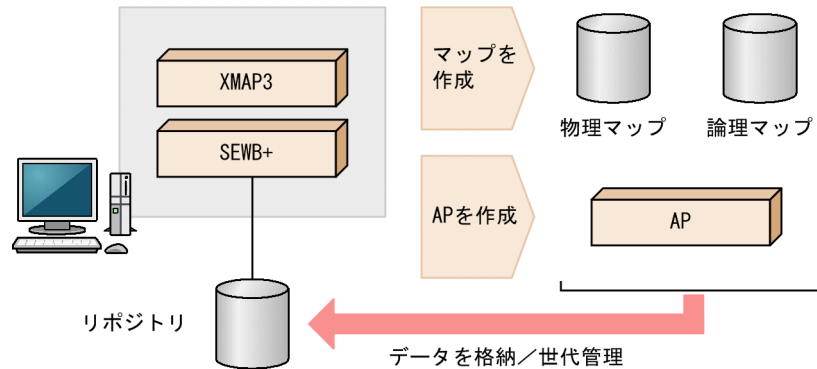 XMAP3
SEWB+
マップを
作成
物理マップ
論理マップ
APを作成
AP
リポジトリ
データを格納／世代管理